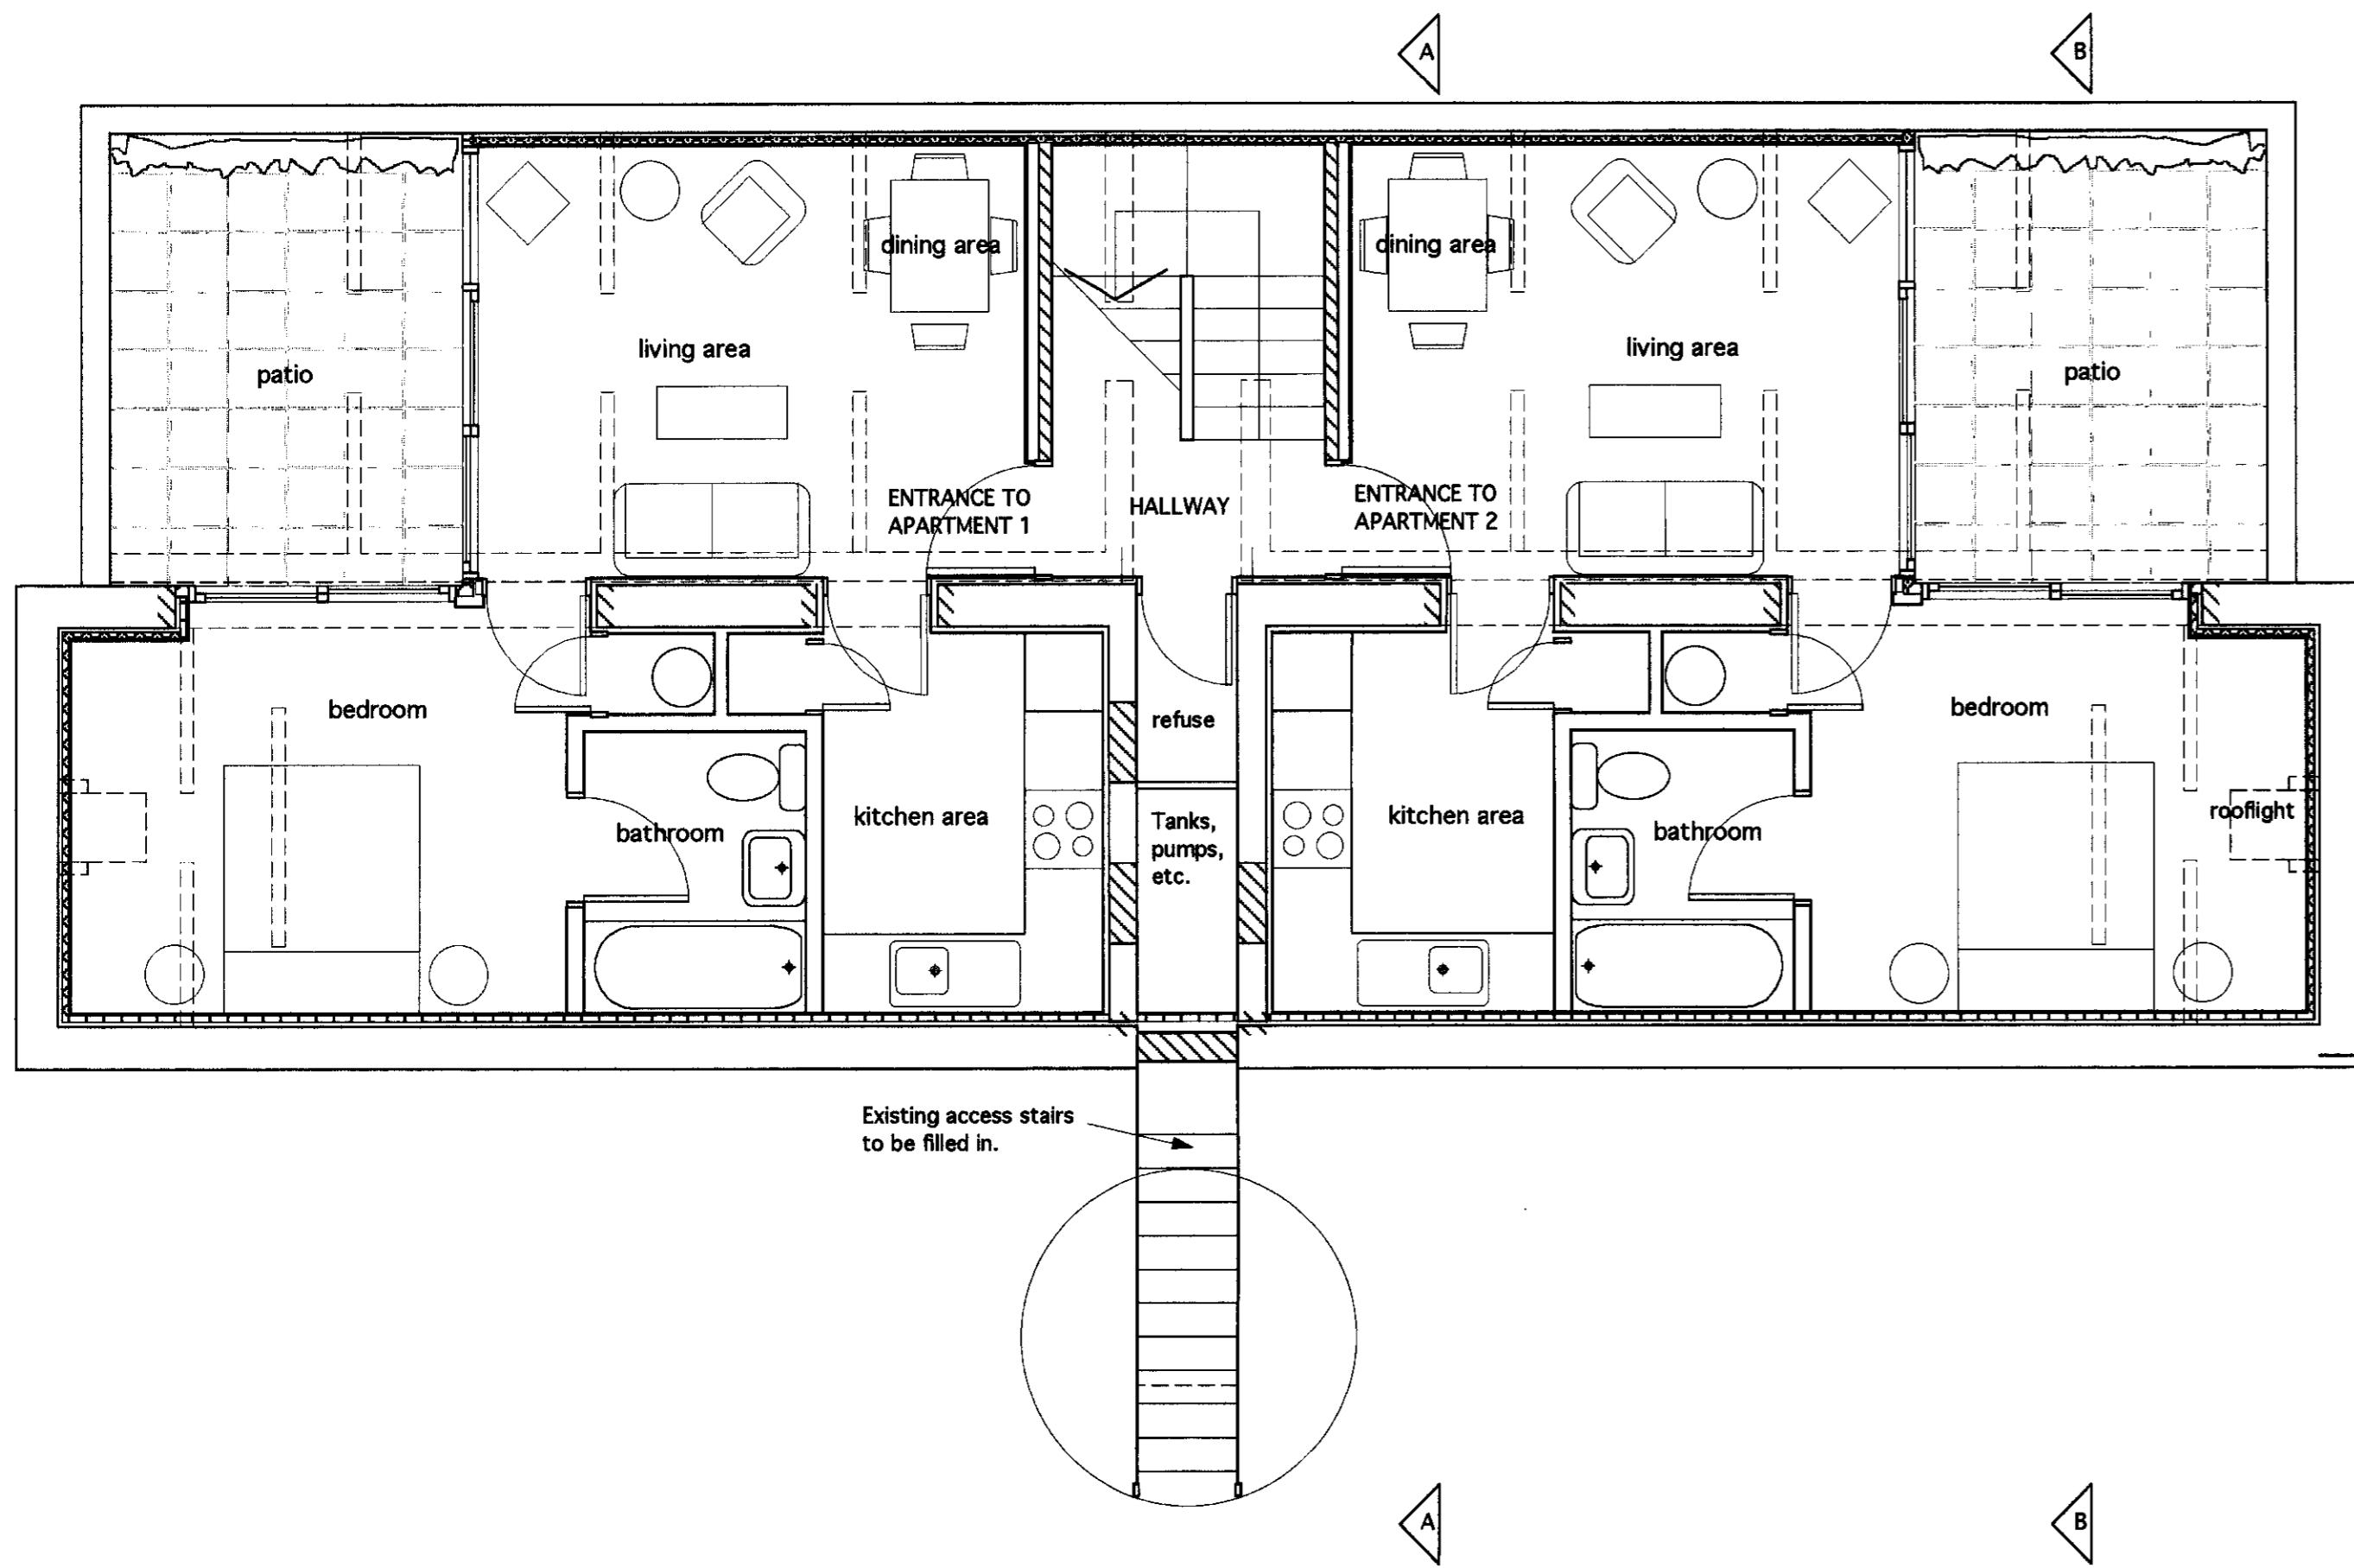 A
B
dining area
dining area
living area
living area
patio
patio
ENTRANCE TO
APARTMENT 1
HALLWAY
ENTRANCE TO
APARTMENT 2
bedroom
refuse
bedroom
bathroom
kitchen area
Tanks,
pumps,
etc.
kitchen area
bathroom
rooflight
Existing access stairs
to be filled in.
A
B